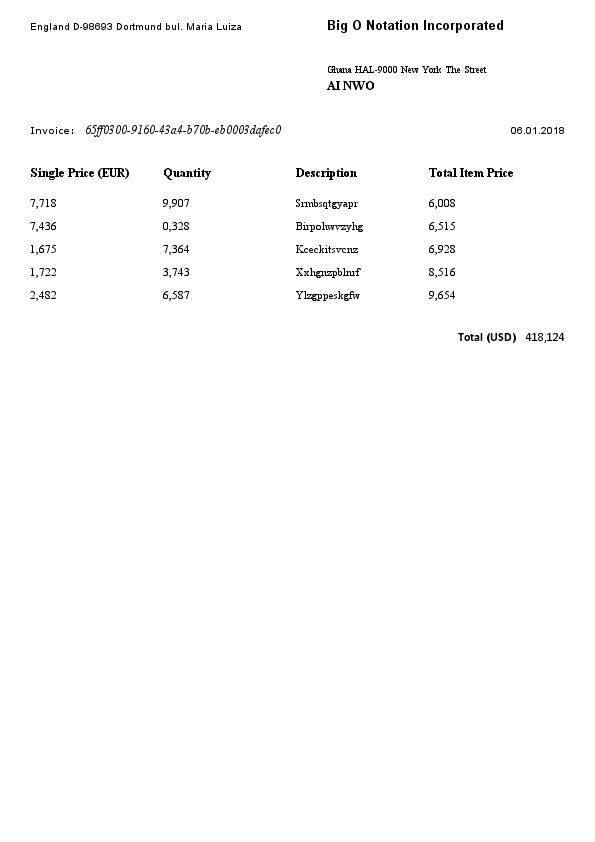 England D-98693 Dortmund bul. Maria Luiza
Big O Notation Incorporated
Ghana HAL-9000 New York The Street
AI NWO
Invoice: 65ff0300-9160-43a4-b70b-eb0003dafec0 06.01.2018
Single Price (EUR) Quantity Description Total Item Price
7,718 9,907 Srmbsqtgyapr 6,008
7,436 0,328 Birpohwvzyhg 6,515
1,675 7,364 Kceckitsvcnz 6,928
1,722 3,743 Xxhgnzpblnrf 8,516
2,482 6,587 Ylzgppeskgfw 9,654
Total (USD) 418,124